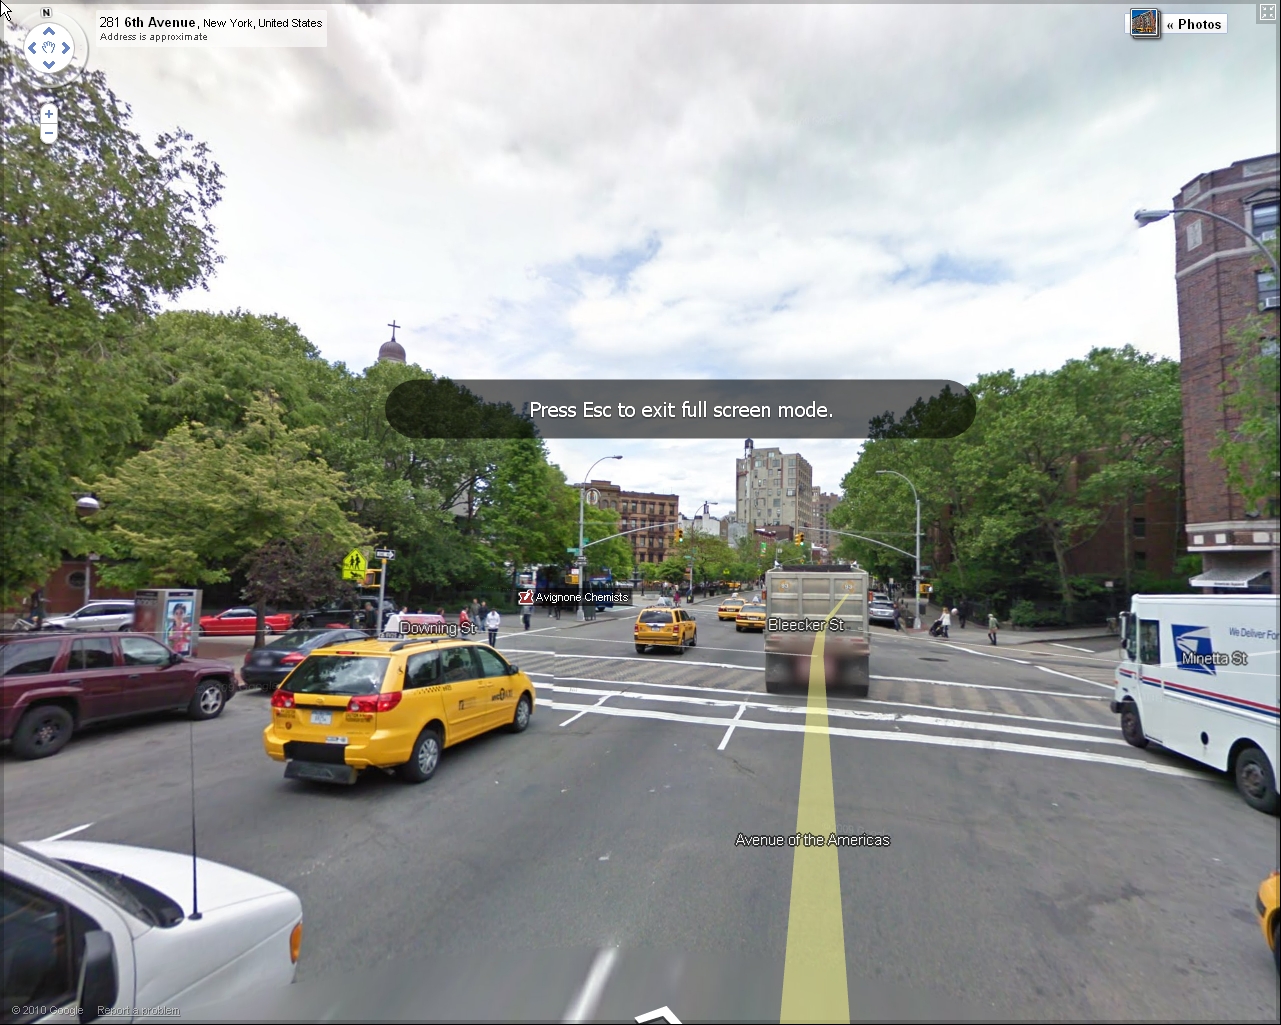 N
281 6th Avenue, New York, United States
Address is approximate
« Photos
Press Esc to exit full screen mode.
Avignone Chemists
Downing St
Bleecker St
We Deliver For
Minetta St
Avenue of the Americas
© 2010 Google Report a problem